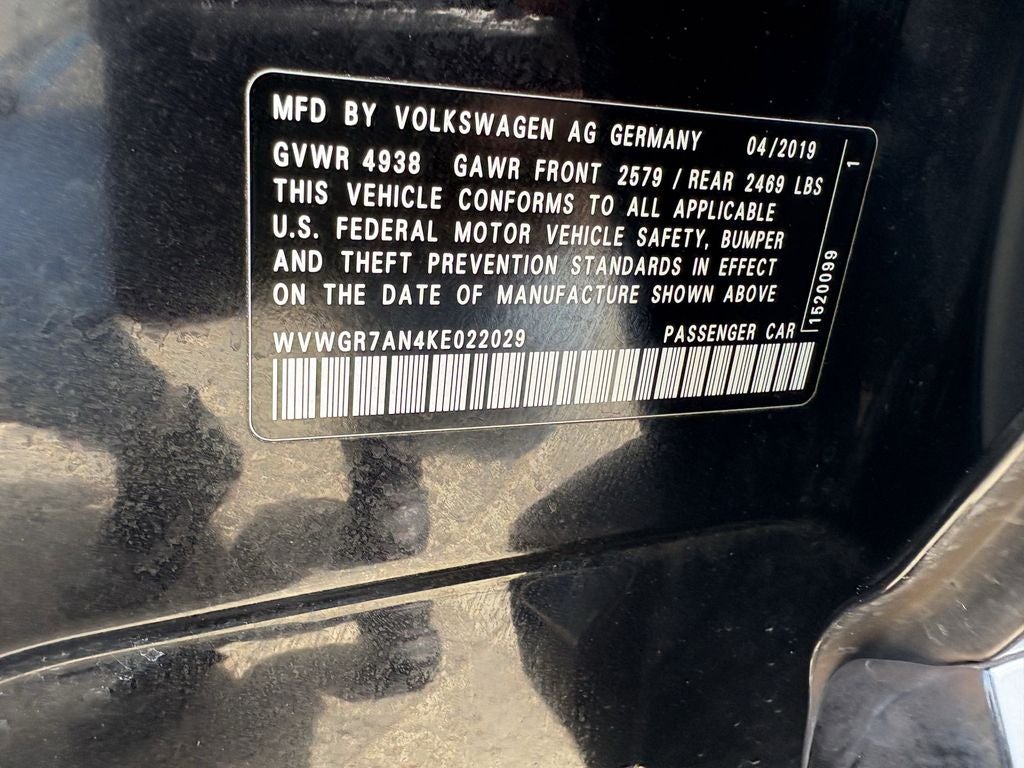 MFD BY VOLKSWAGEN AG GERMANY 04/2019
GVWR 4938 GAWR FRONT 2579 / REAR 2469 LBS
THIS VEHICLE CONFORMS TO ALL APPLICABLE
U.S. FEDERAL MOTOR VEHICLE SAFETY, BUMPER
AND THEFT PREVENTION STANDARDS IN EFFECT
ON THE DATE OF MANUFACTURE SHOWN ABOVE
WVWGR7AN4KE022029 PASSENGER CAR
1520099
1